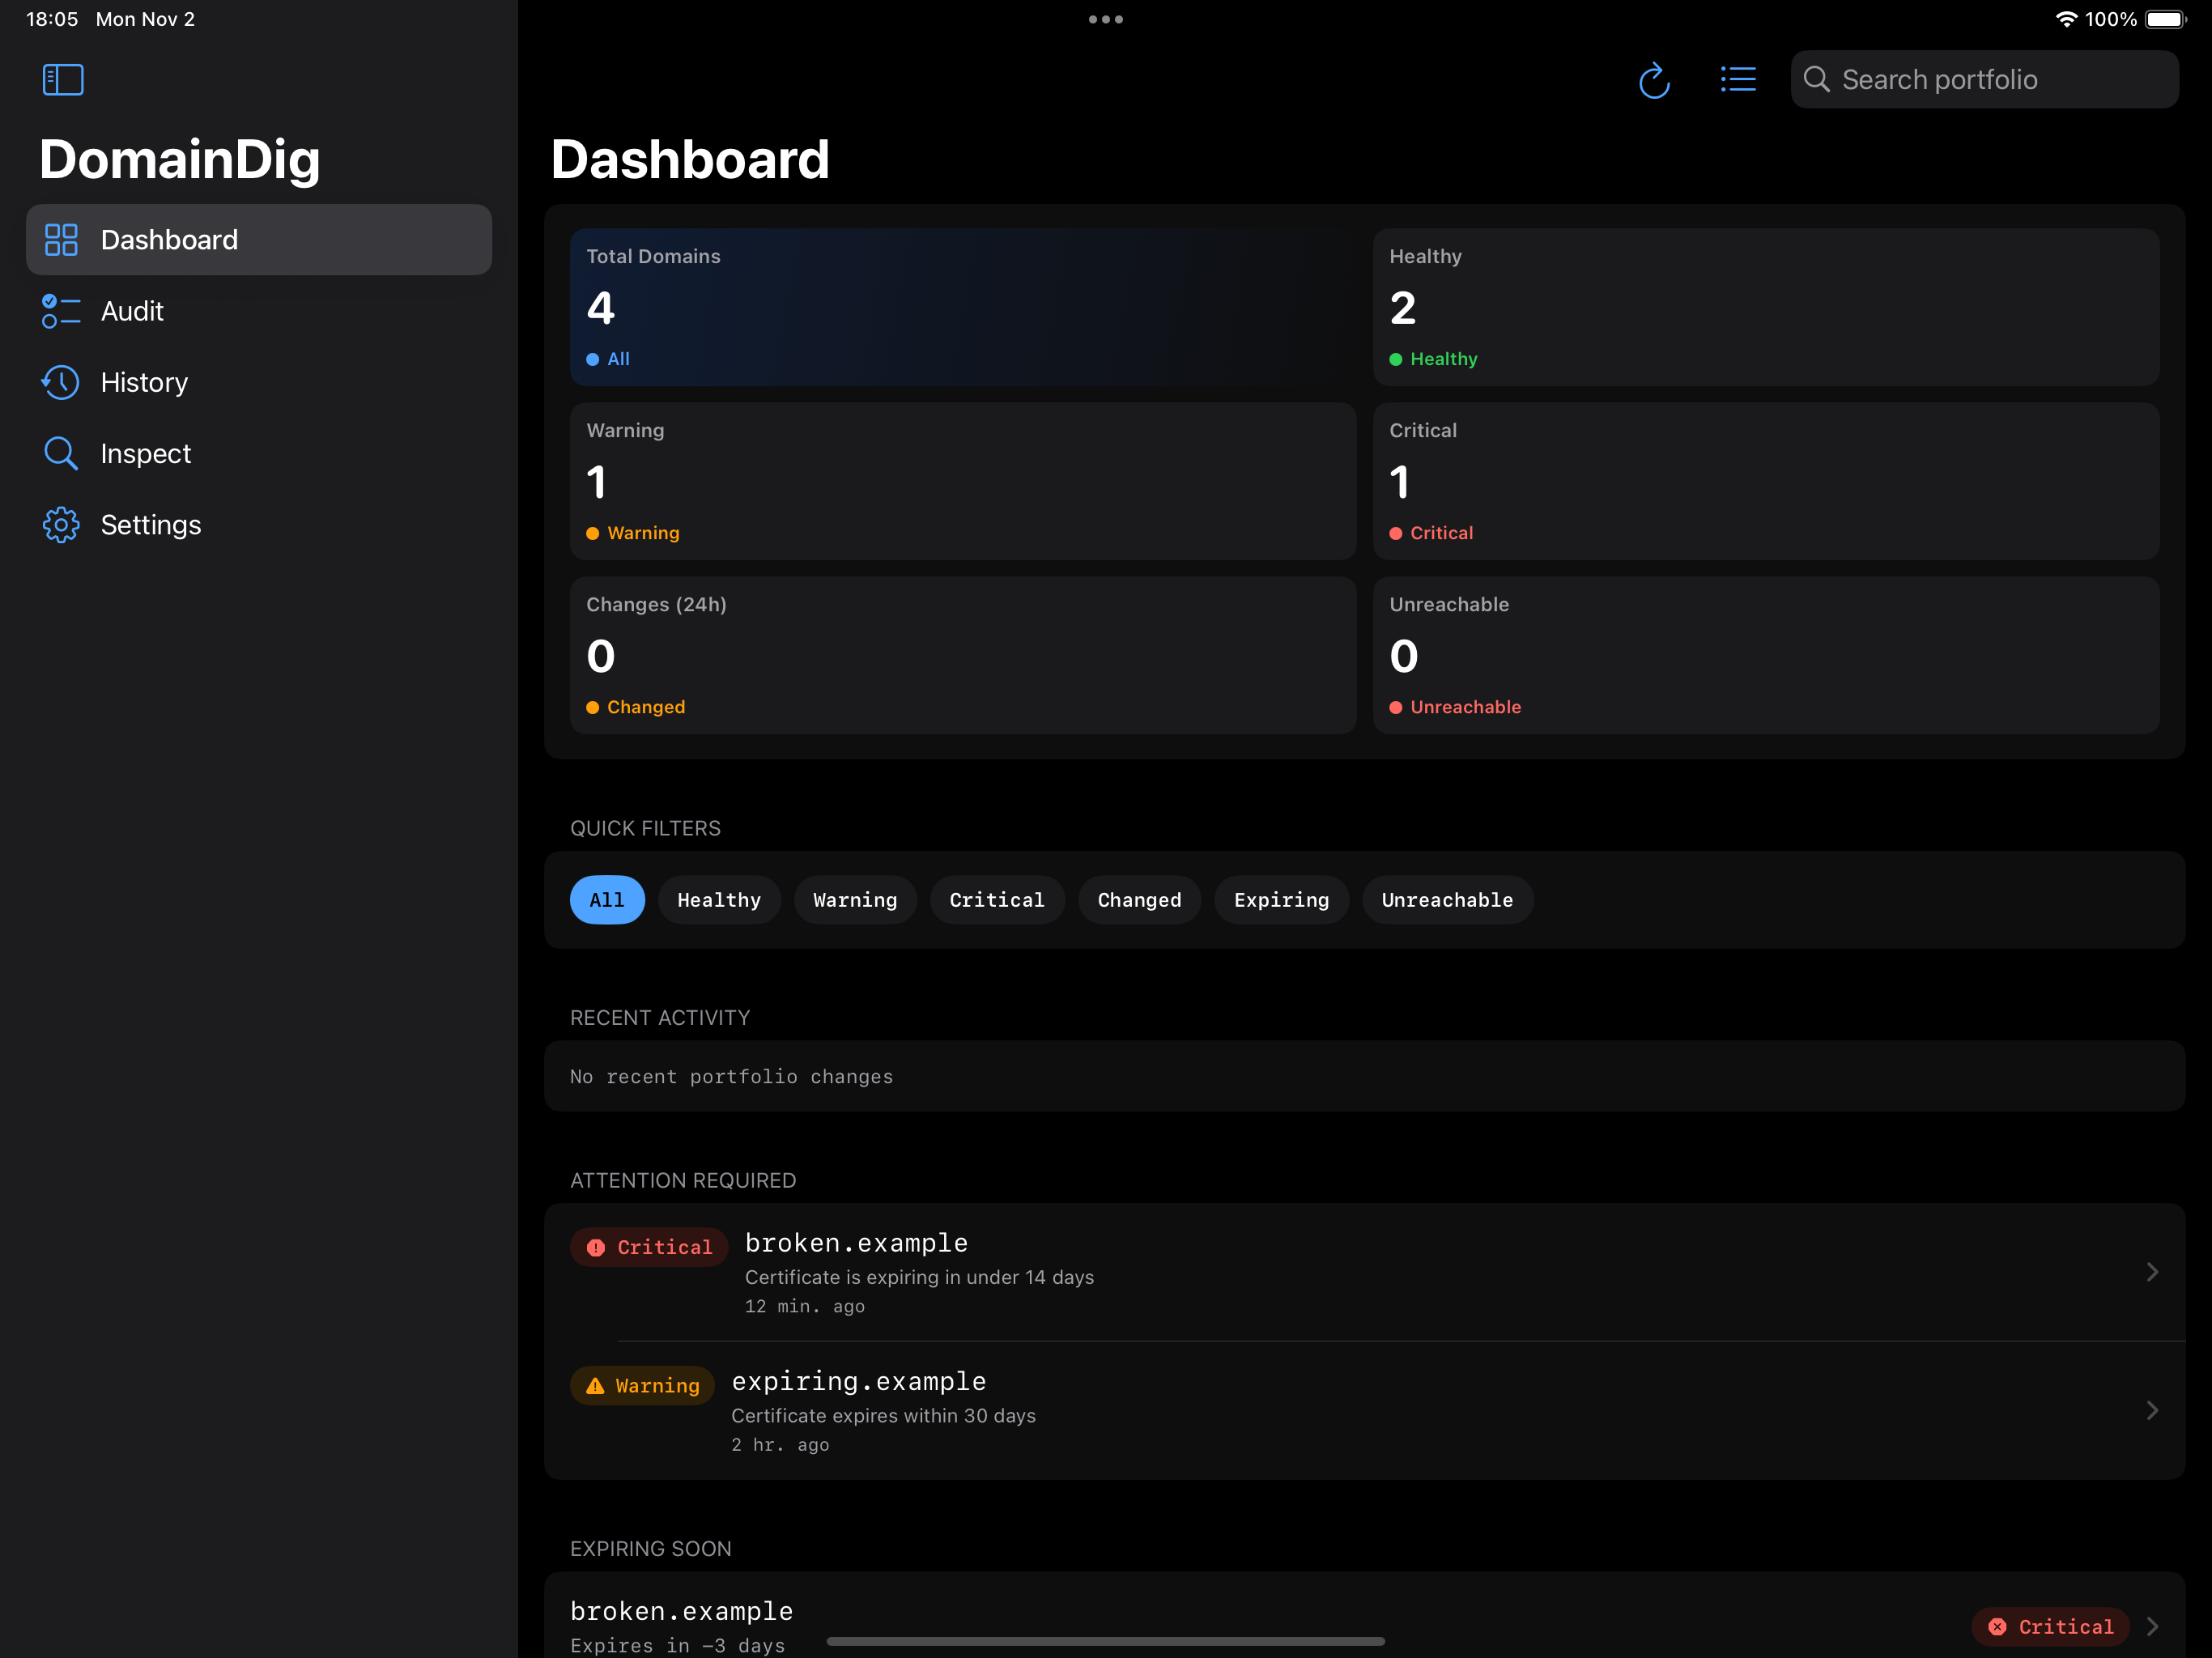 18:05 Mon Nov 2
100%
DomainDig
Dashboard
Audit
History
Inspect
Settings
Search portfolio
Dashboard
Total Domains
4
All
Healthy
2
Healthy
Warning
1
Warning
Critical
1
Critical
Changes (24h)
0
Changed
Unreachable
0
Unreachable
QUICK FILTERS
All Healthy Warning Critical Changed Expiring Unreachable
RECENT ACTIVITY
No recent portfolio changes
ATTENTION REQUIRED
Critical broken.example
Certificate is expiring in under 14 days
12 min. ago
Warning expiring.example
Certificate expires within 30 days
2 hr. ago
EXPIRING SOON
broken.example
Expires in −3 days
Critical